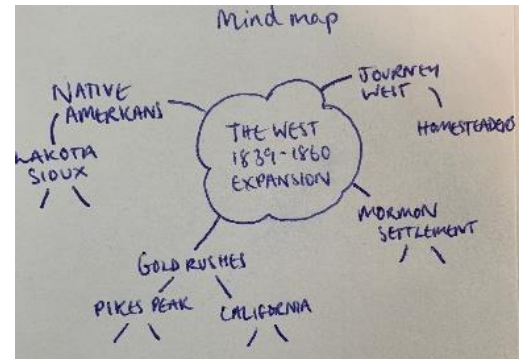 Mind map
NATIVE
AMERICANS
LAKOTA
SIOUX
THE WEST
1839-1860
EXPANSION
JOURNEY
WEST
HOMESTEADERS
MORMON
SETTLEMENT
GOLD RUSHES
PIKES PEAK
CALIFORNIA